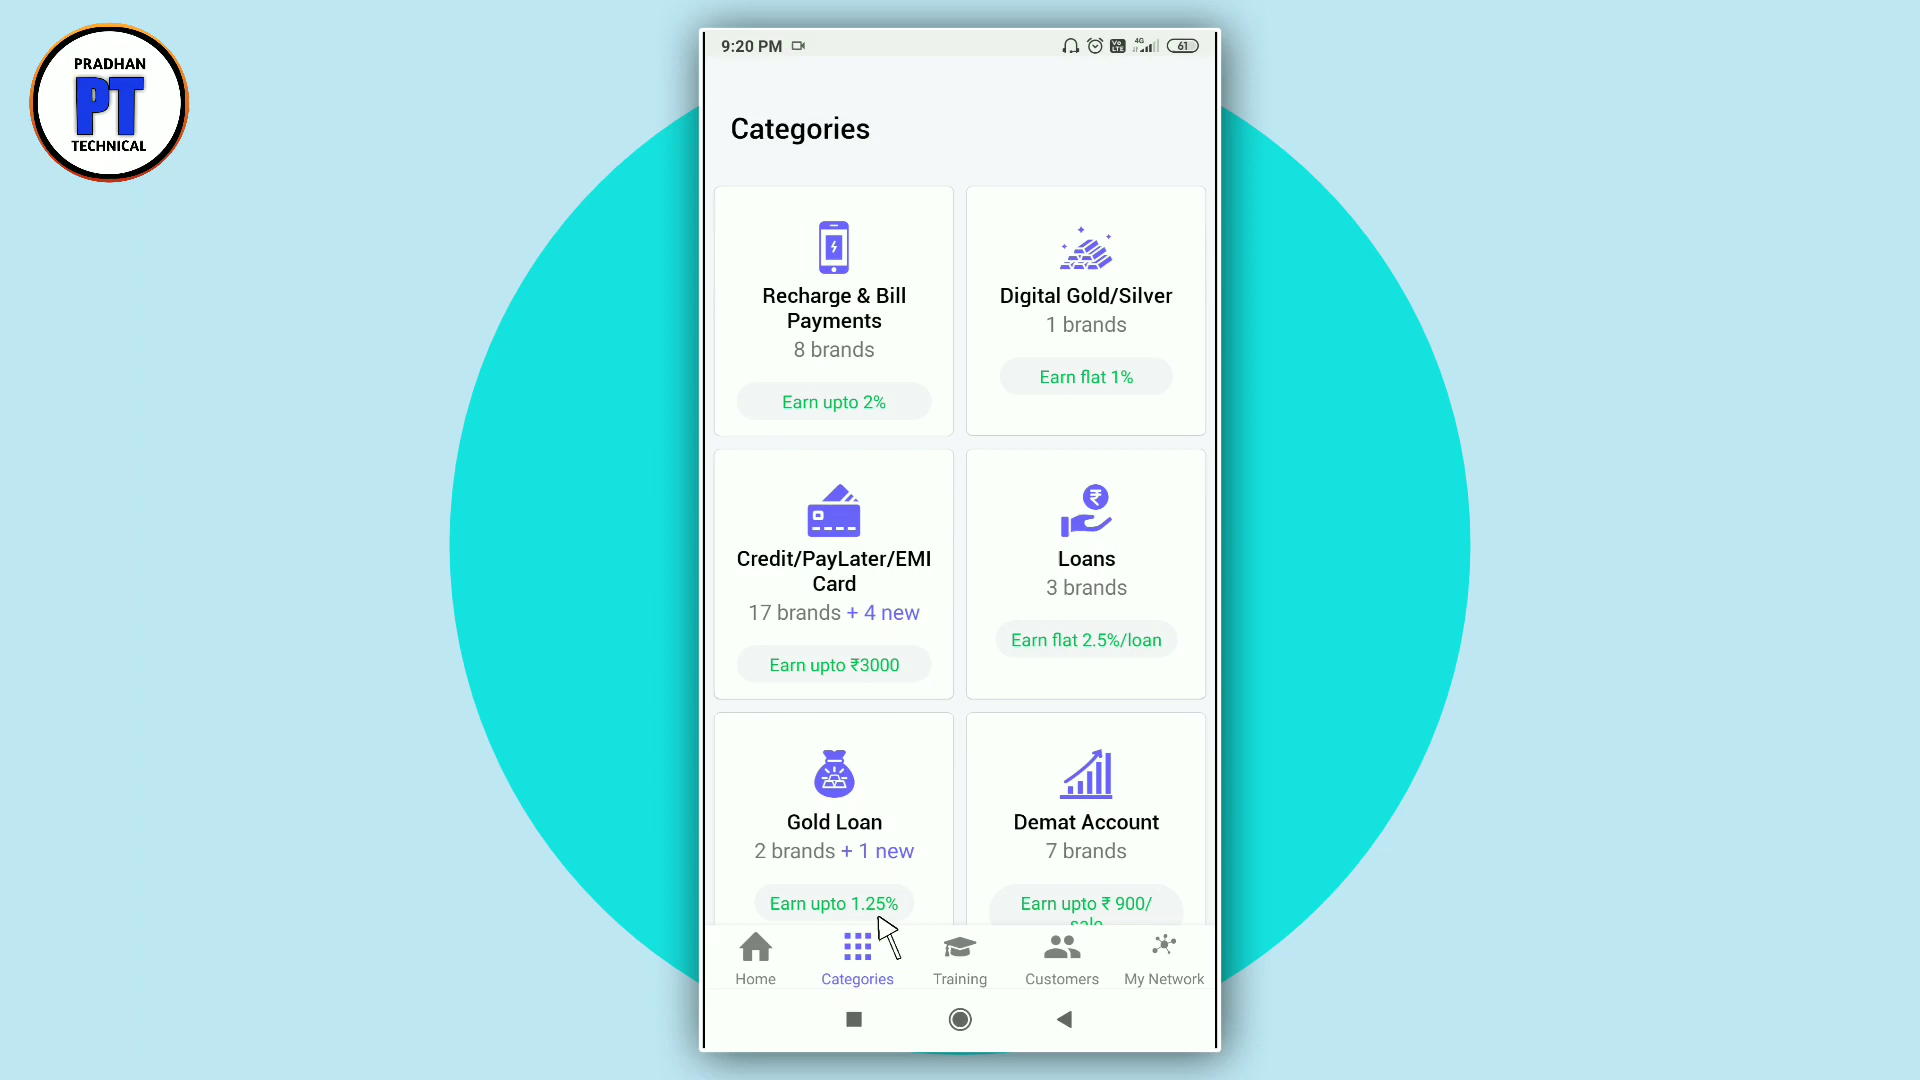 PRADHAN
PT
TECHNICAL
9:20 PM
4G
61
Categories
Recharge & Bill
Payments
8 brands
Earn upto 2%
Digital Gold/Silver
1 brands
Earn flat 1%
Credit/PayLater/EMI
Card
17 brands + 4 new
Earn upto ₹3000
Loans
3 brands
Earn flat 2.5%/loan
Gold Loan
2 brands + 1 new
Earn upto 1.25%
Demat Account
7 brands
Earn upto ₹ 900/
sale
Home
Categories
Training
Customers
My Network